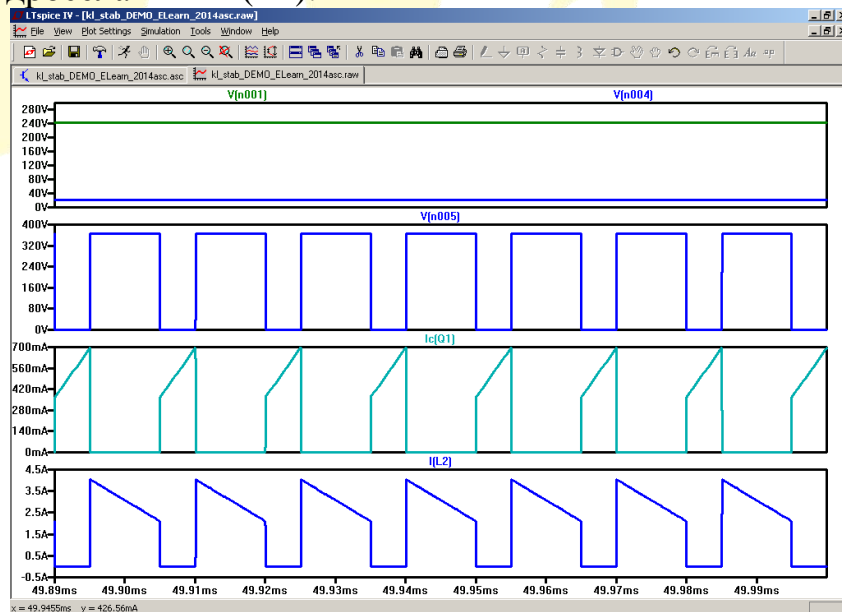 LTspice IV - [kl_stab_DEMO_ELearn_2014asc.raw]
File View Plot Settings Simulation Tools Window Help
kl_stab_DEMO_ELearn_2014asc.asc kl_stab_DEMO_ELearn_2014asc.raw
V(n001) V(n004)
280V
240V
200V
160V
120V
80V
40V
0V
V(n005)
400V
320V
240V
160V
80V
0V
Ic(Q1)
700mA
560mA
420mA
280mA
140mA
0mA
I(L2)
4.5A
3.5A
2.5A
1.5A
0.5A
-0.5A
49.89ms 49.90ms 49.91ms 49.92ms 49.93ms 49.94ms 49.95ms 49.96ms 49.97ms 49.98ms 49.99ms
x = 49.9455ms y = 426.56mA